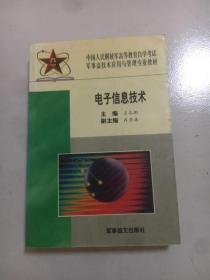 中国人民解放军高等教育自学考试
军事高技术应用与管理专业教材
电子信息技术
主编
副主编
军事谊文出版社